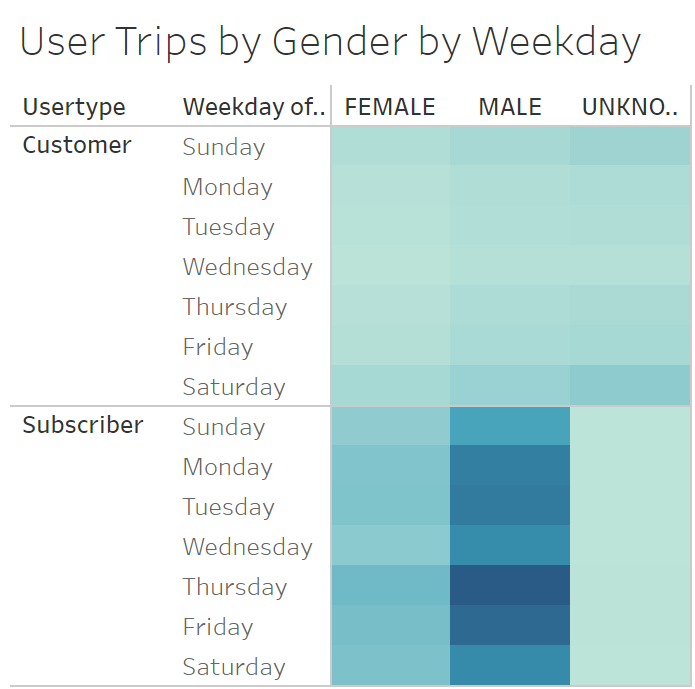 User Trips by Gender by Weekday
Usertype Weekday of.. FEMALE MALE UNKNO..
Customer Sunday
Monday
Tuesday
Wednesday
Thursday
Friday
Saturday
Subscriber Sunday
Monday
Tuesday
Wednesday
Thursday
Friday
Saturday